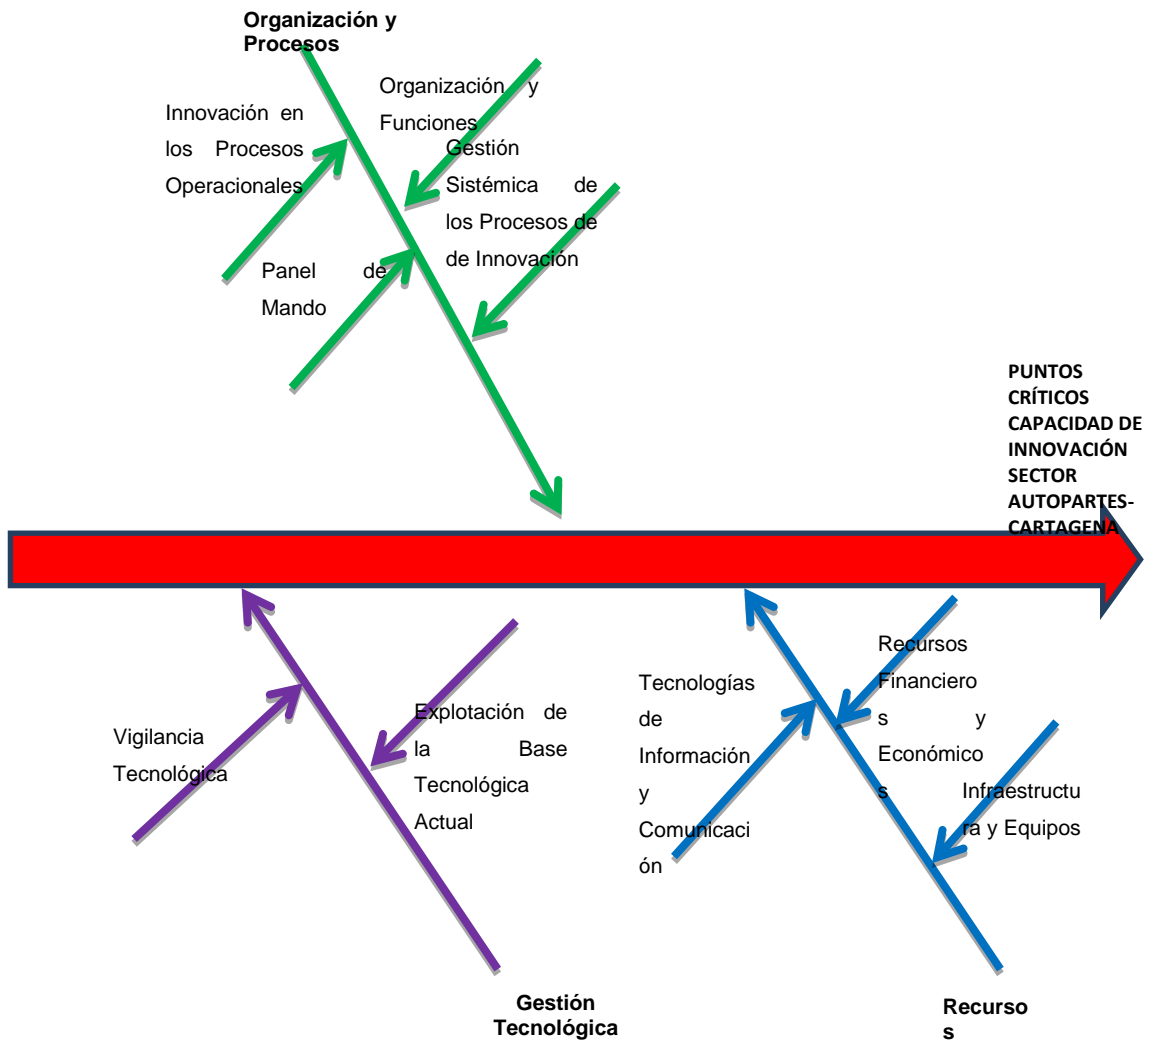 Organización y
Procesos
Innovación en
los Procesos
Operacionales
Organización y
Funciones
Gestión
Sistémica de
los Procesos de
de Innovación
Panel de
Mando
PUNTOS
CRÍTICOS
CAPACIDAD DE
INNOVACIÓN
SECTOR
AUTOPARTES-
CARTAGENA
Vigilancia
Tecnológica
Explotación de
la Base
Tecnológica
Actual
Gestión
Tecnológica
Tecnologías
de
Información
y
Comunicaci
ón
Recursos
Financiero
s y
Económico
s
Infraestructu
ra y Equipos
Recurso
s